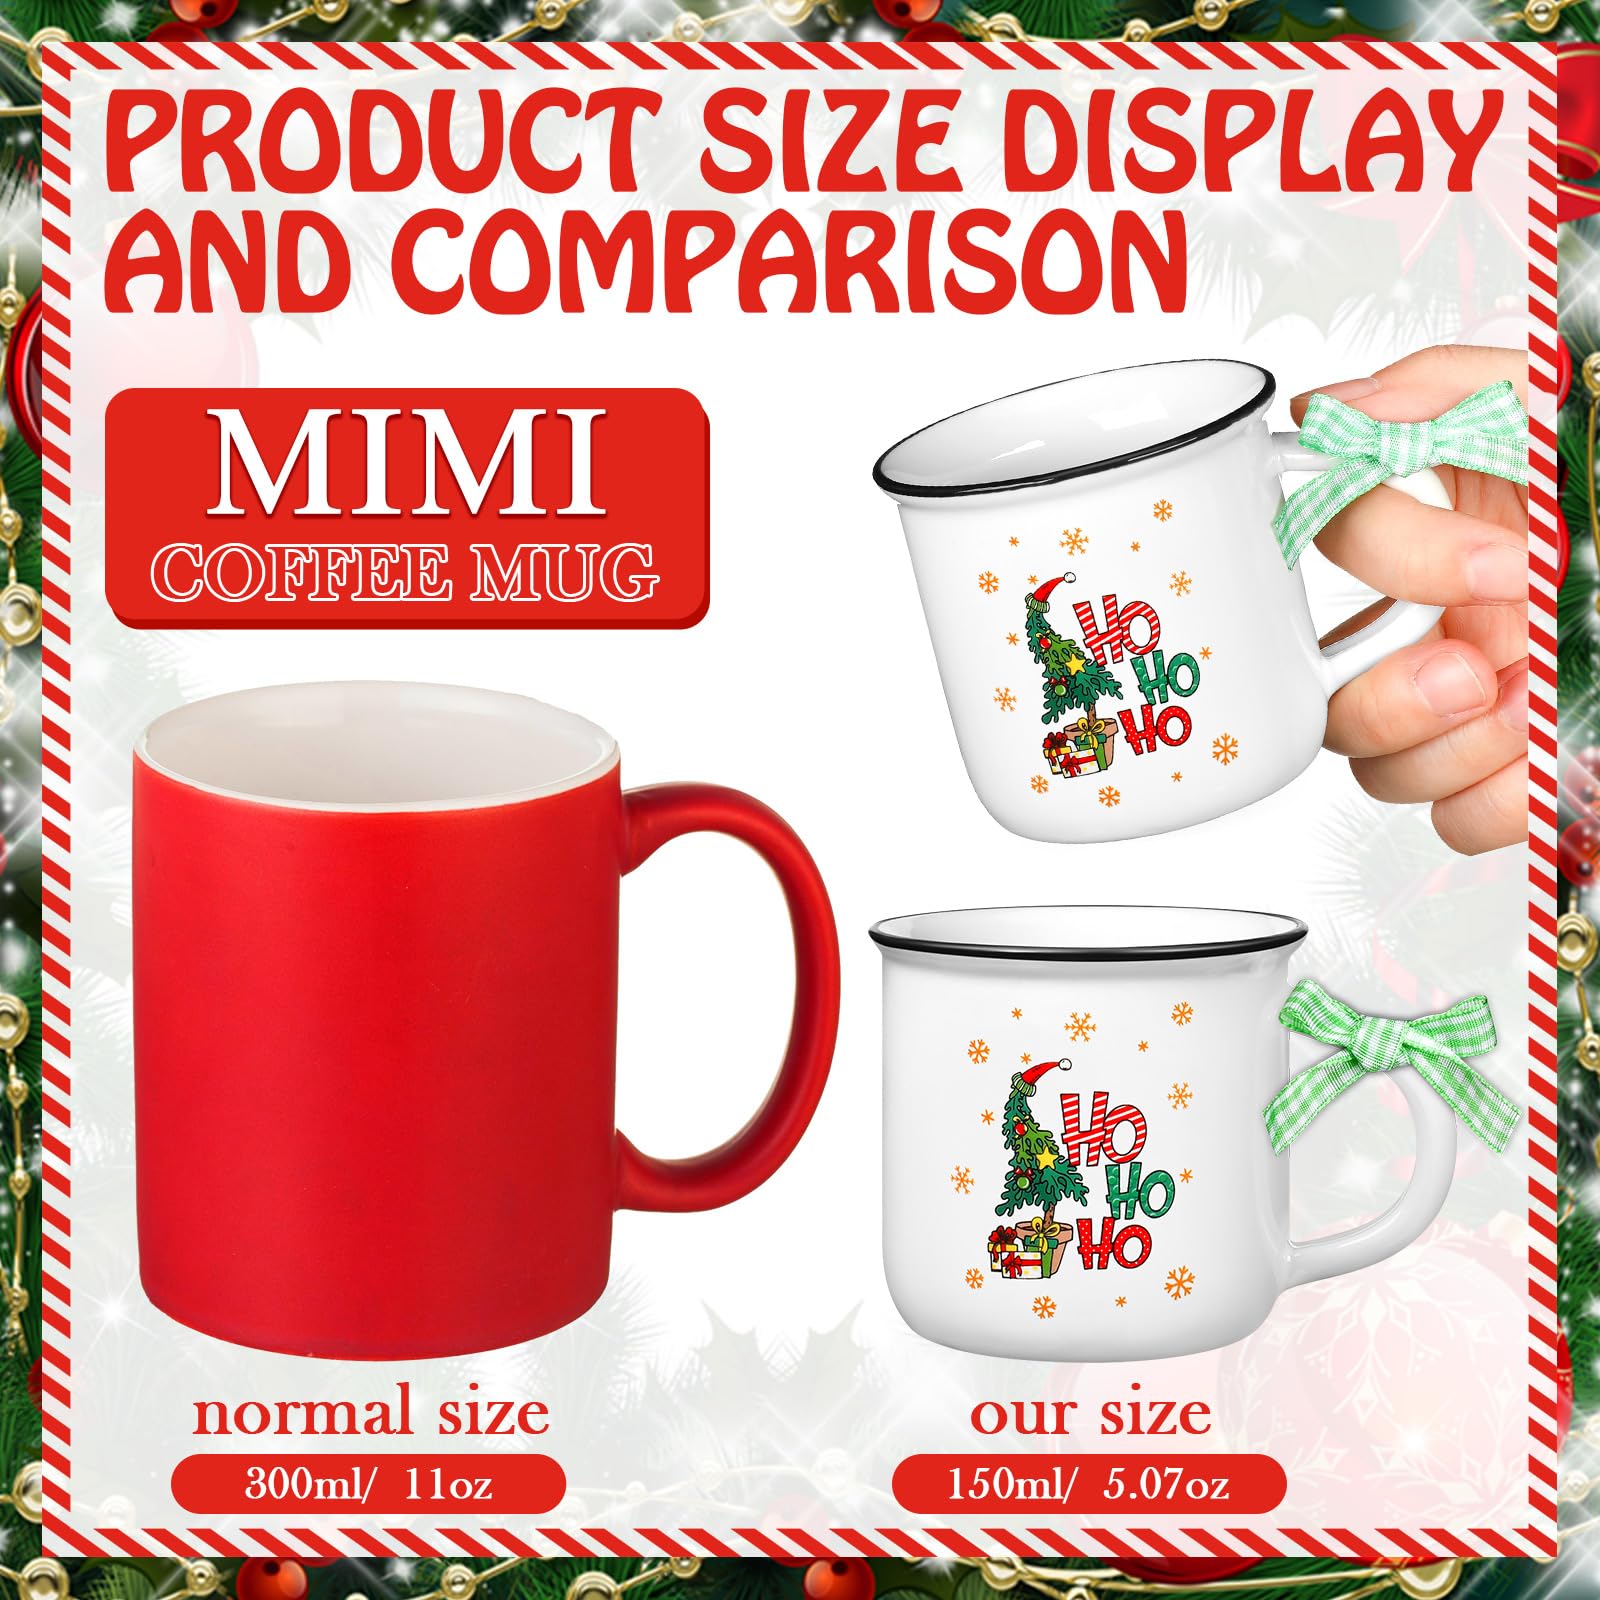 PRODUCT SIZE DISPLAY
AND COMPARISON
MIMI
COFFEE MUG
HO
HO
HO
HO
HO
HO
normal size
300ml/ 11oz
our size
150ml/ 5.07oz